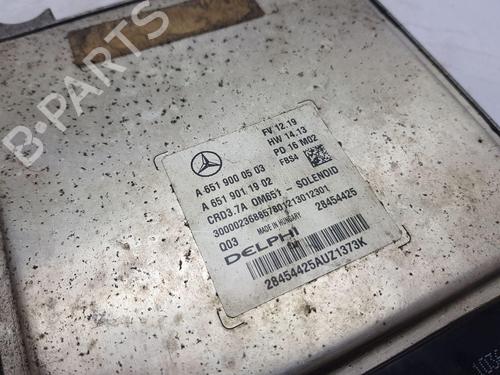 B-PARTS
FV 12.19
HW 14.13
PD 16 M02
FBS4
A 651 900 05 03
A 651 901 19 02
CRD3.7A OM651 - SOLENOID
300002368867801213012301
Q03
MADE IN HUNGARY
28454425
DELPHI
28454425AUZ1373K